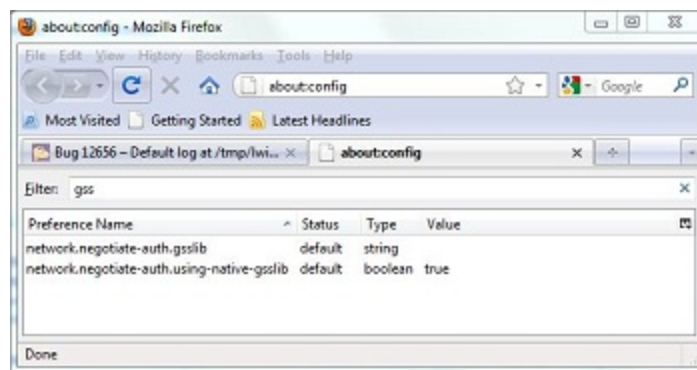 about:config - Mozilla Firefox
File Edit View History Bookmarks Tools Help
about:config Google
Most Visited Getting Started Latest Headlines
Bug 12656 – Default log at /tmp/lwi... about:config
Filter: gss
Preference Name Status Type Value
network.negotiate-auth.gsslib default string
network.negotiate-auth.using-native-gsslib default boolean true
Done